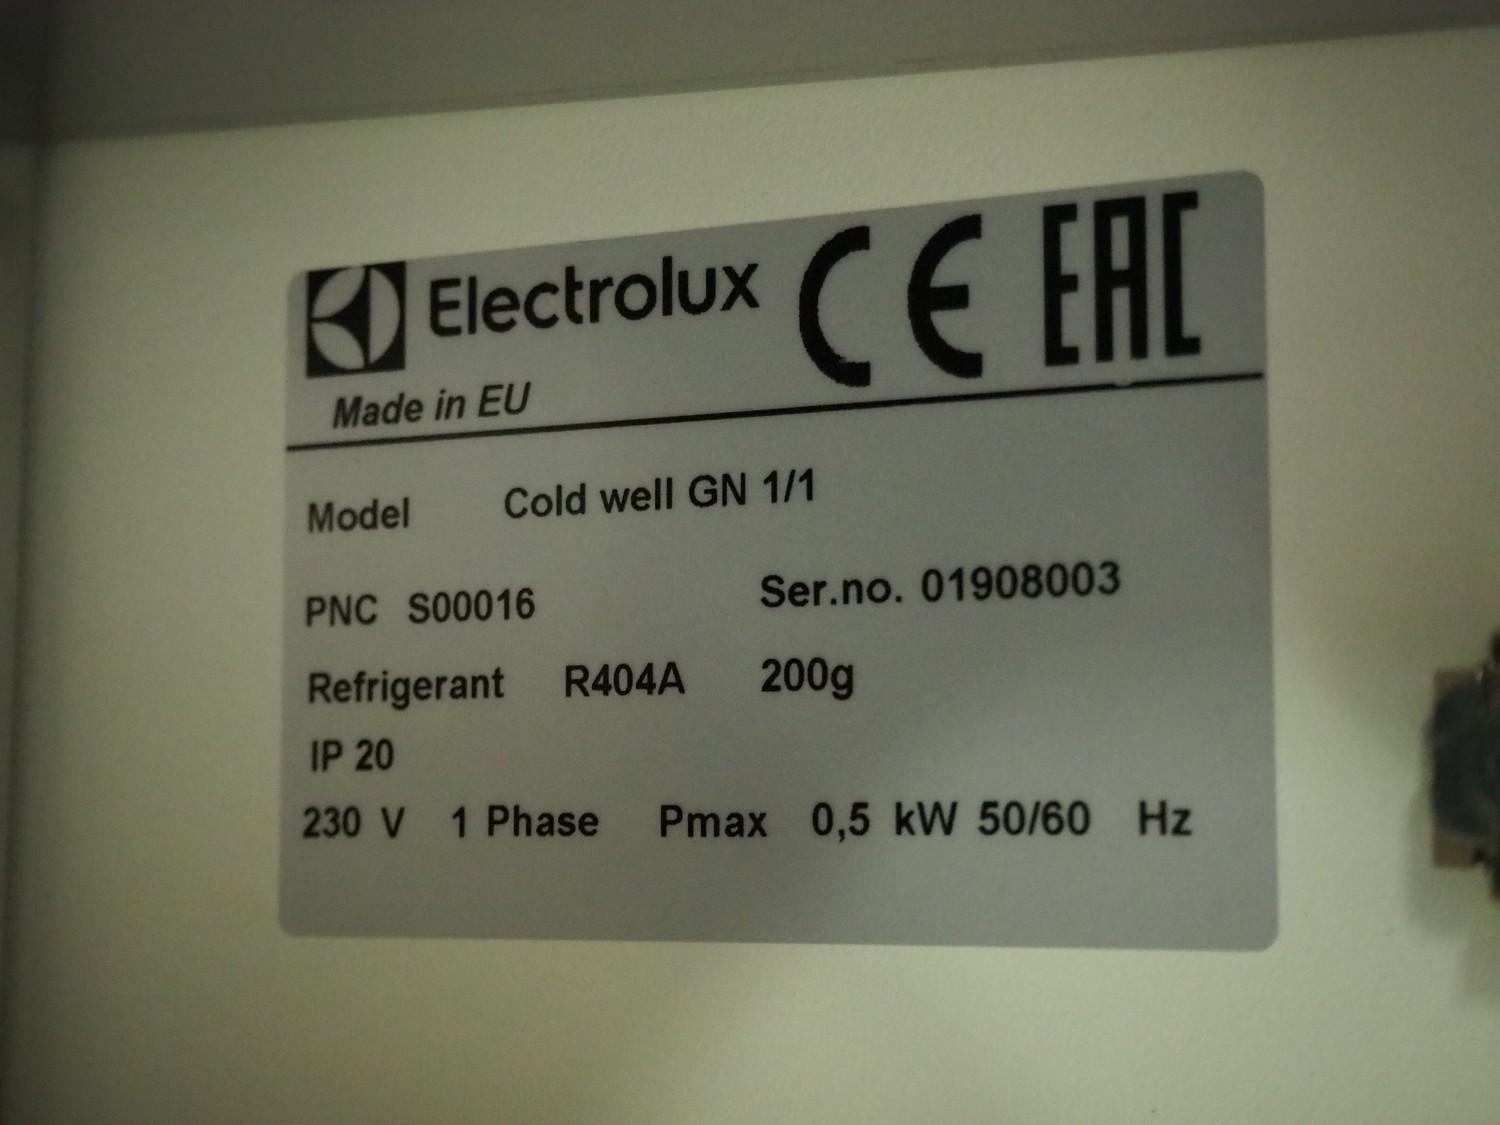 Electrolux CE EAC
Made in EU
Model Cold well GN 1/1
PNC S00016 Ser.no. 01908003
Refrigerant R404A 200g
IP 20
230 V 1 Phase Pmax 0,5 kW 50/60 Hz